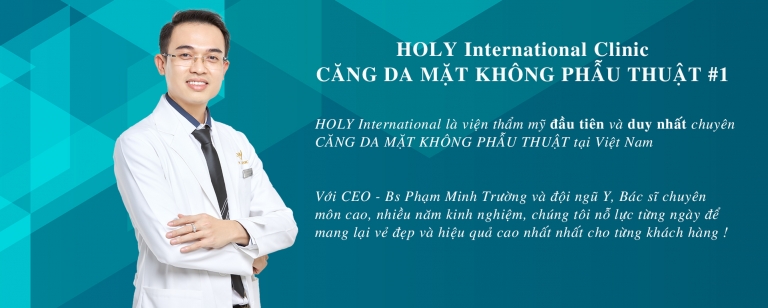 HOLY International Clinic
CĂNG DA MẶT KHÔNG PHẪU THUẬT #1
HOLY International là viện thẩm mỹ đầu tiên và duy nhất chuyên
CĂNG DA MẶT KHÔNG PHẪU THUẬT tại Việt Nam
Với CEO - Bs Phạm Minh Trường và đội ngũ Y, Bác sĩ chuyên
môn cao, nhiều năm kinh nghiệm, chúng tôi nỗ lực từng ngày để
mang lại vẻ đẹp và hiệu quả cao nhất nhất cho từng khách hàng !